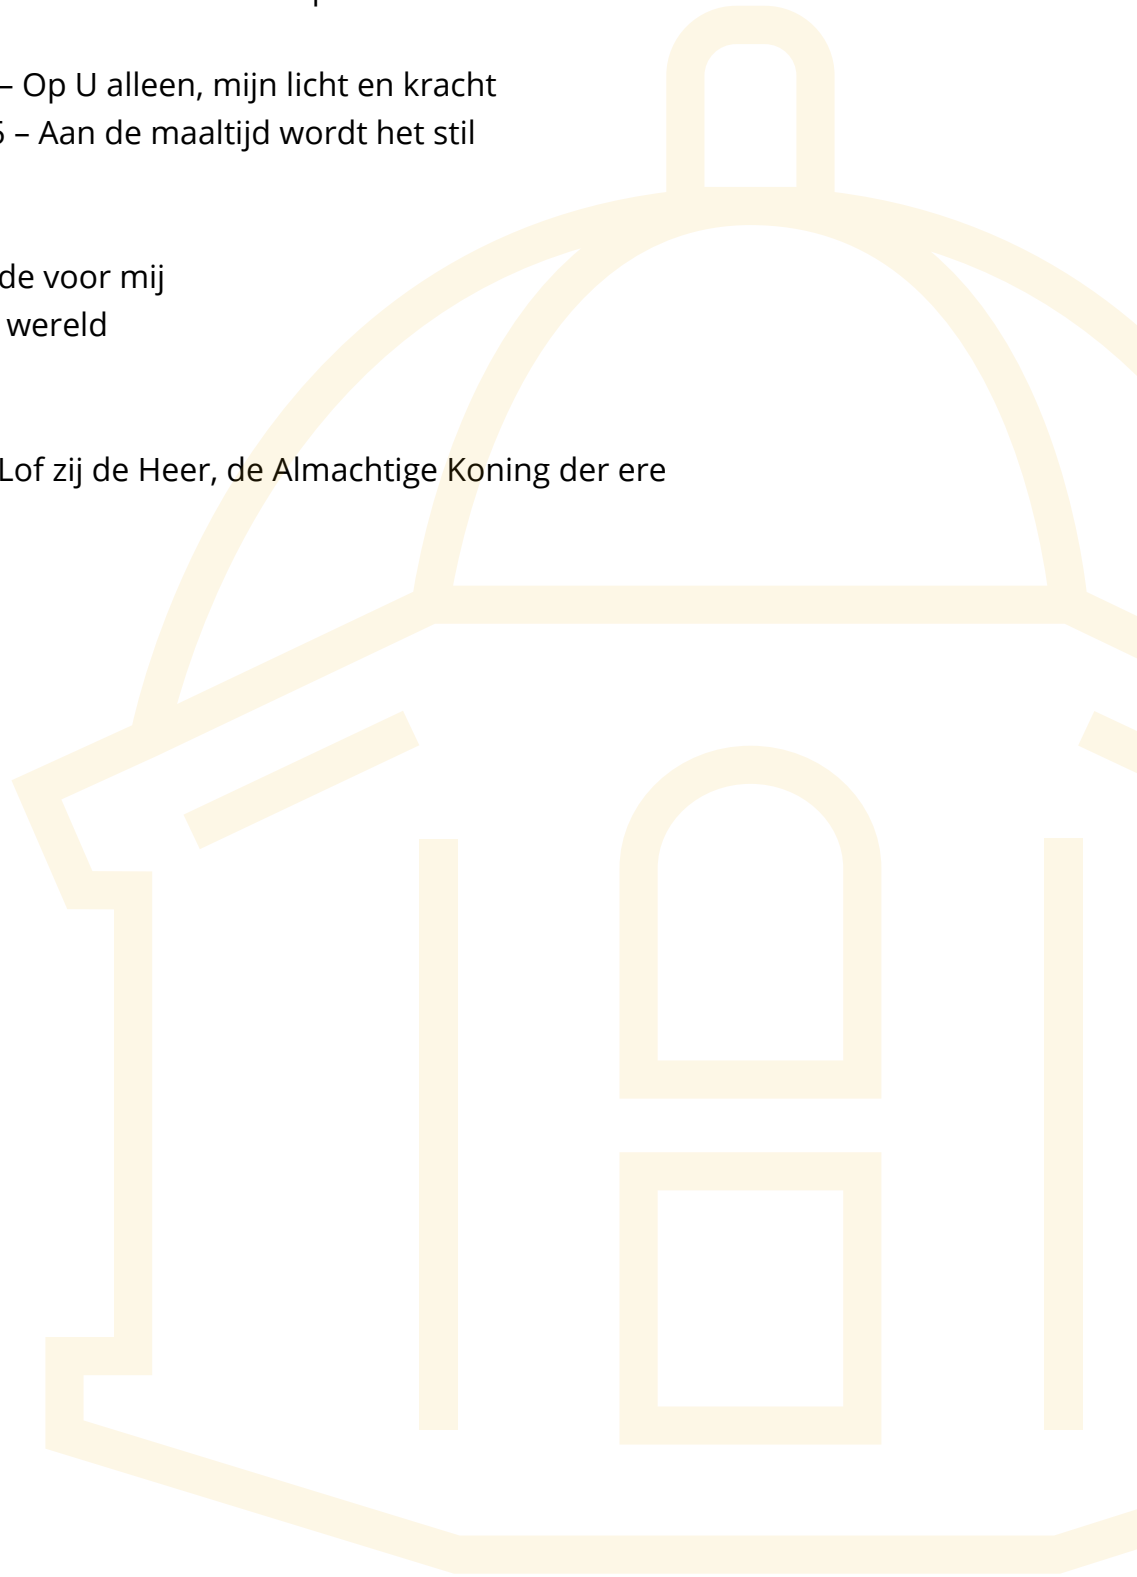 – Op U alleen, mijn licht en kracht
5 – Aan de maaltijd wordt het stil
de voor mij
wereld
Lof zij de Heer, de Almachtige Koning der ere